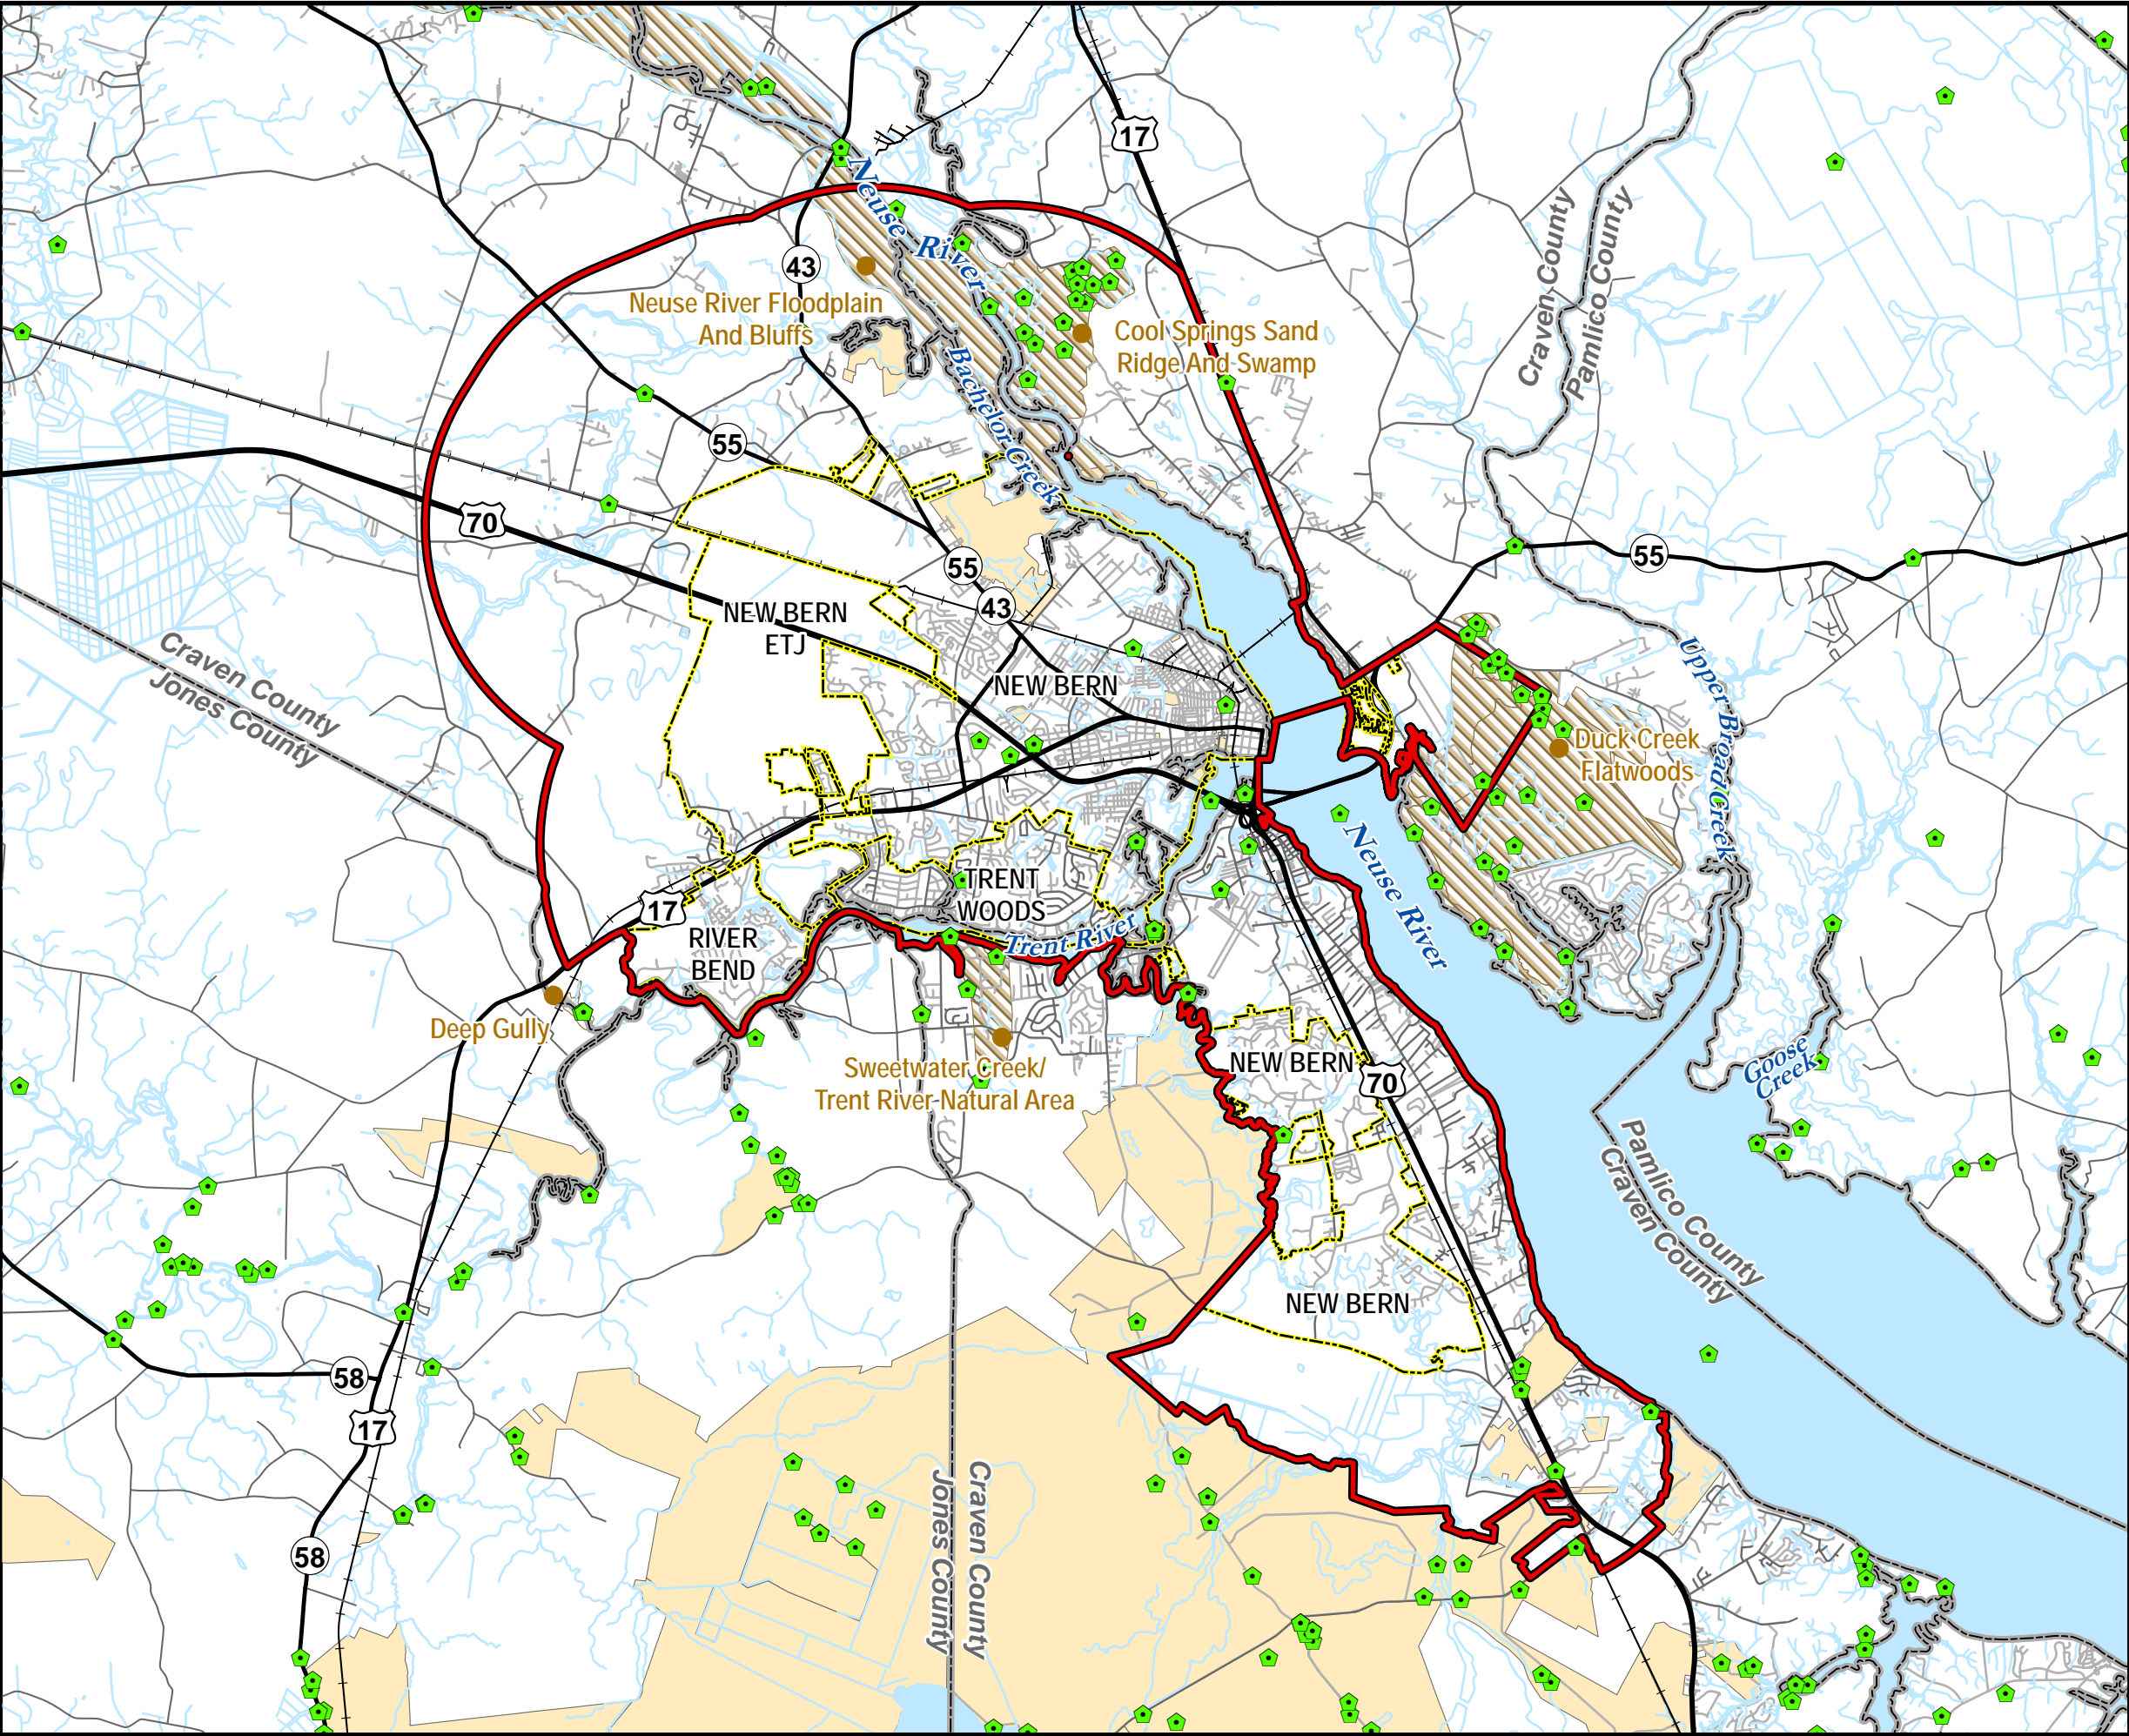 17
Neuse River
43
Neuse River Floodplain
And Bluffs
Cool Springs Sand
Ridge And Swamp
Craven County
Pamlico County
Bachelor Creek
55
70
55
55
43
NEW BERN
ETJ
NEW BERN
Craven County
Jones County
Upper Broad Creek
Duck Creek
Flatwoods
Neuse River
TRENT
WOODS
17
RIVER
BEND
Trent River
Deep Gully
Sweetwater Creek/
Trent River Natural Area
NEW BERN
70
Goose
Creek
Pamlico County
Craven County
NEW BERN
58
17
58
Craven County
Jones County